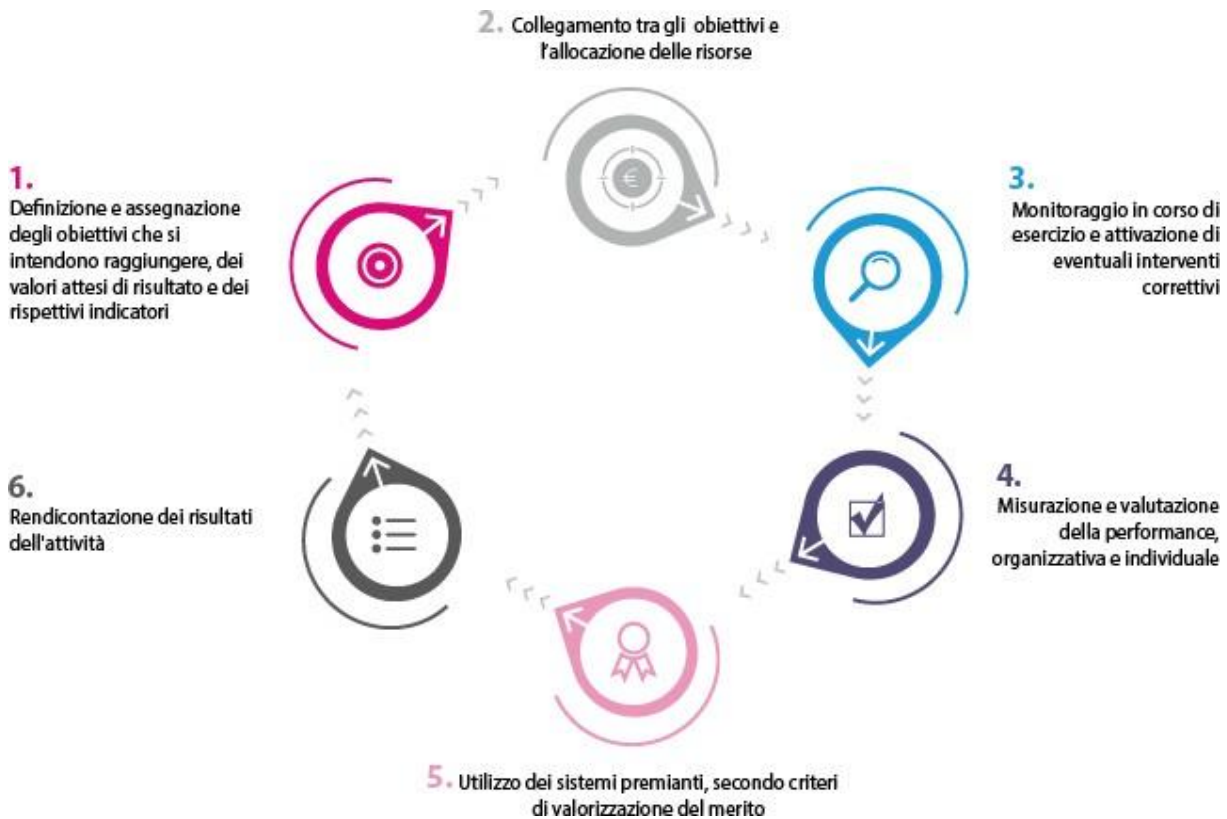 1.
Definizione e assegnazione
degli obiettivi che si
intendono raggiungere, dei
valori attesi di risultato e dei
rispettivi indicatori
2. Collegamento tra gli obiettivi e
l'allocazione delle risorse
€
3.
Monitoraggio in corso di
esercizio e attivazione di
eventuali interventi
correttivi
4.
Misurazione e valutazione
della performance,
organizzativa e individuale
5. Utilizzo dei sistemi premianti, secondo criteri
di valorizzazione del merito
6.
Rendicontazione dei risultati
dell'attività